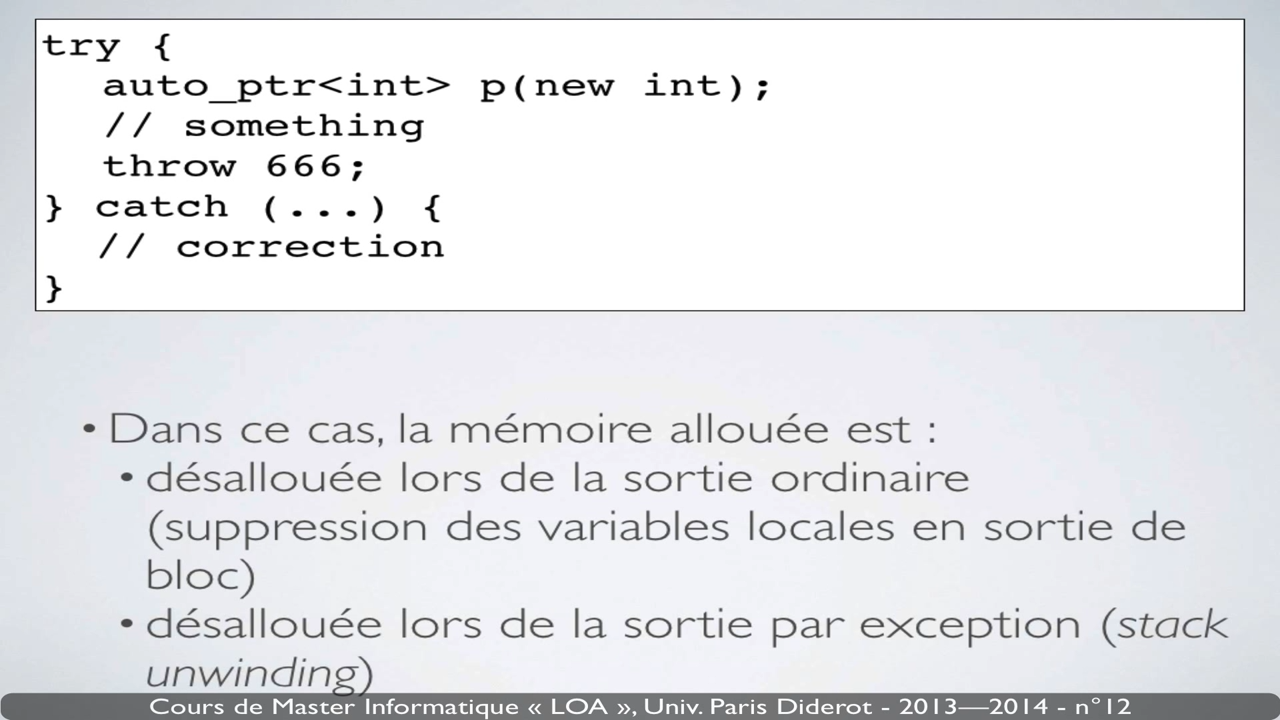 try {
auto_ptr<int> p(new int);
// something
throw 666;
} catch (...) {
// correction
}
• Dans ce cas, la mémoire allouée est :
• désallouée lors de la sortie ordinaire
(suppression des variables locales en sortie de
bloc)
• désallouée lors de la sortie par exception (stack
unwinding)
Cours de Master Informatique « LOA », Univ. Paris Diderot - 2013—2014 - n°12